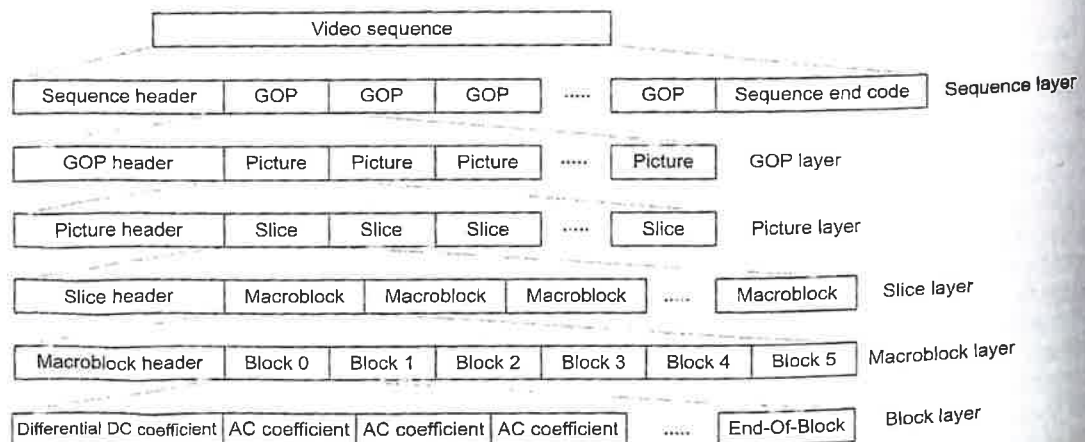 Video sequence
Sequence header GOP GOP GOP ..... GOP Sequence end code Sequence layer
GOP header Picture Picture Picture ..... Picture GOP layer
Picture header Slice Slice Slice ..... Slice Picture layer
Slice header Macroblock Macroblock Macroblock ..... Macroblock Slice layer
Macroblock header Block 0 Block 1 Block 2 Block 3 Block 4 Block 5 Macroblock layer
Differential DC coefficient AC coefficient AC coefficient AC coefficient ..... End-Of-Block Block layer